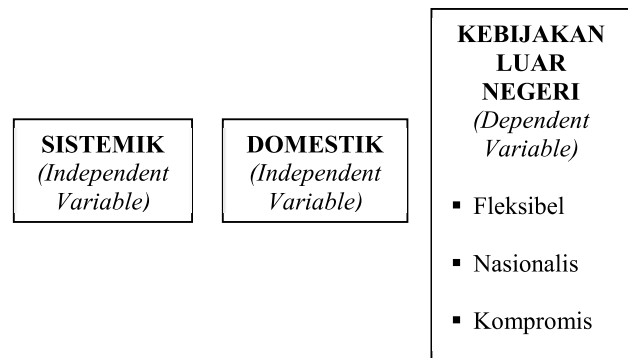 SISTEMIK
(Independent
Variable)
DOMESTIK
(Independent
Variable)
KEBIJAKAN
LUAR
NEGERI
(Dependent
Variable)
▪ Fleksibel
▪ Nasionalis
▪ Kompromis